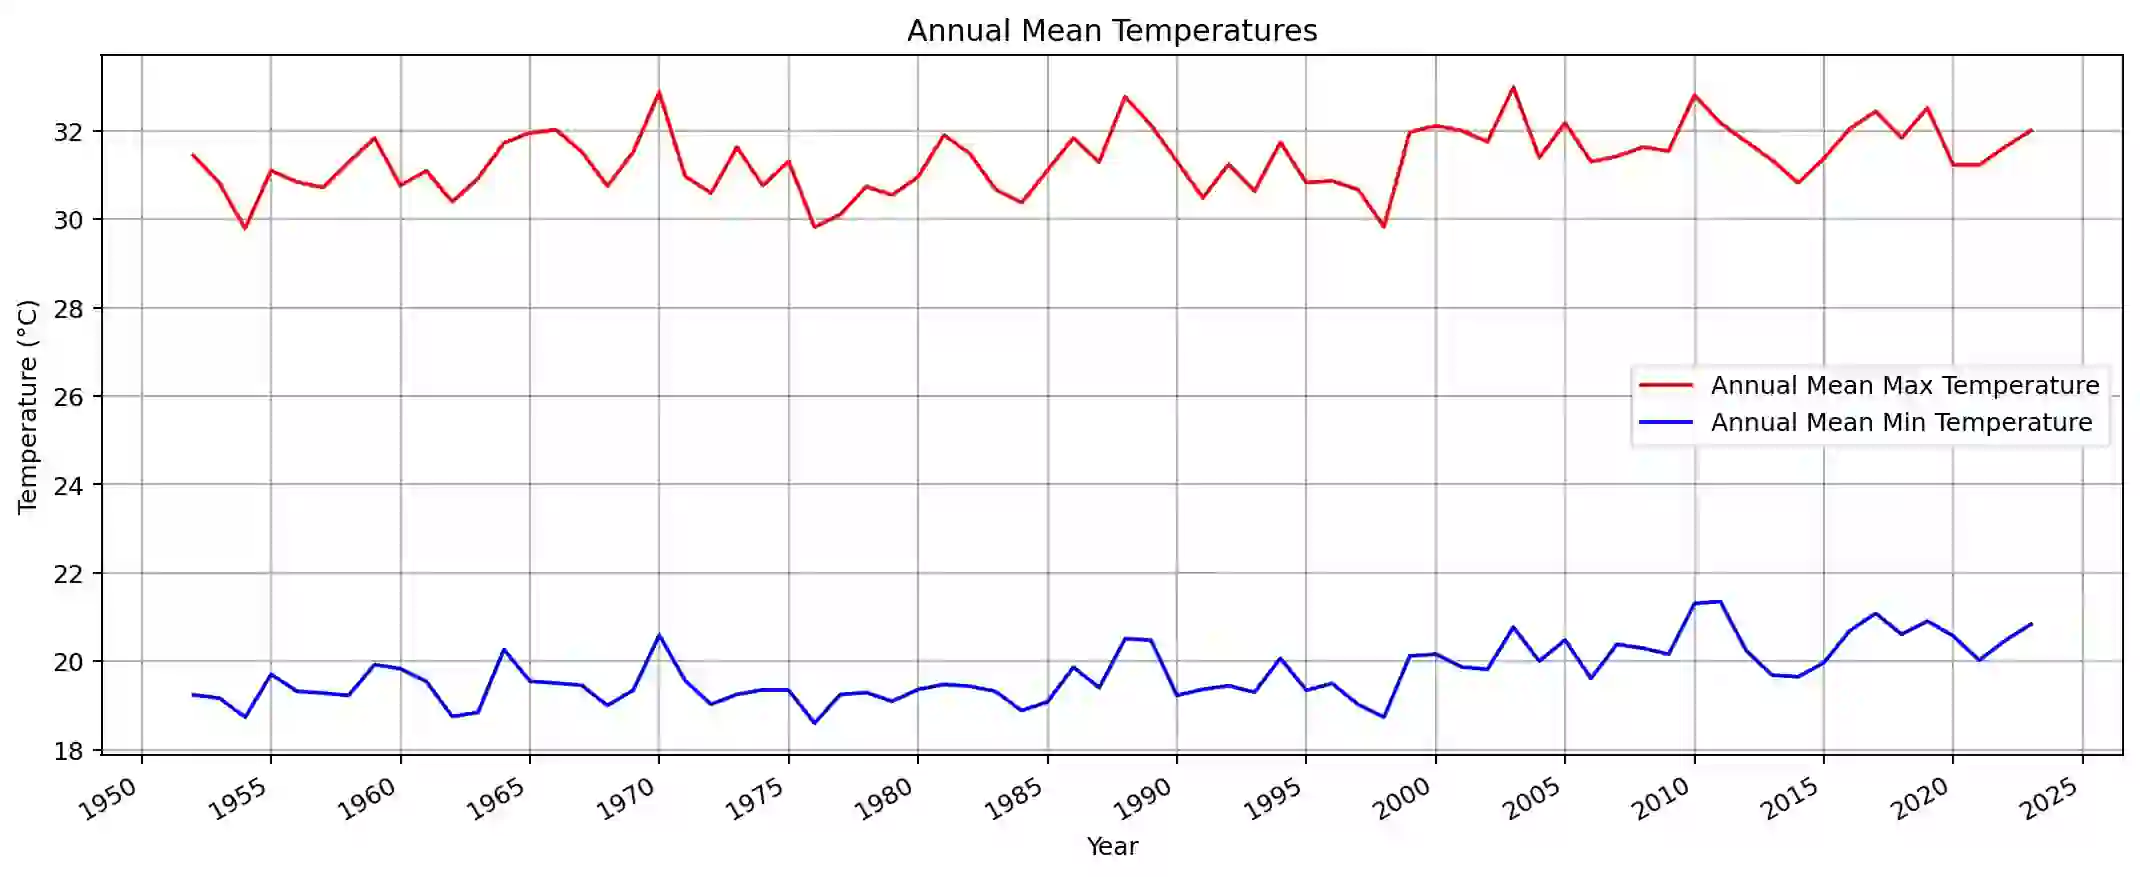 Annual Mean Temperatures
Temperature (°C)
32
30
28
26
24
22
20
18
Annual Mean Max Temperature
Annual Mean Min Temperature
1950 1955 1960 1965 1970 1975 1980 1985 1990 1995 2000 2005 2010 2015 2020 2025
Year